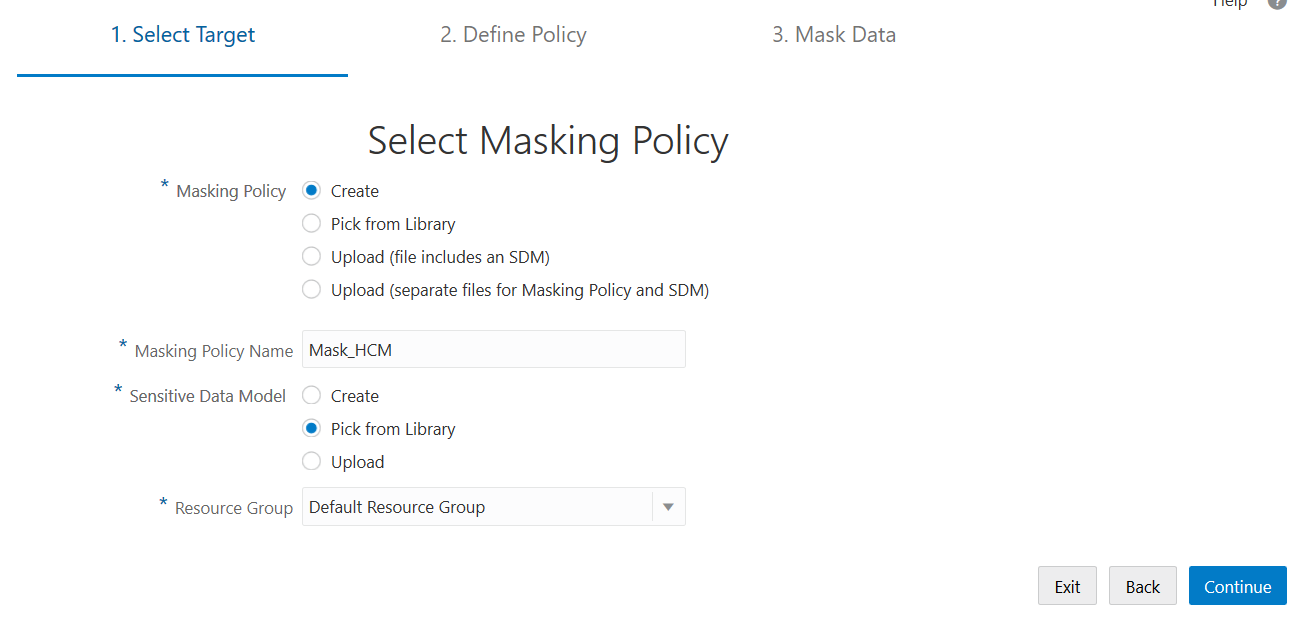 Help ?
1. Select Target 2. Define Policy 3. Mask Data
Select Masking Policy
* Masking Policy Create
Pick from Library
Upload (file includes an SDM)
Upload (separate files for Masking Policy and SDM)
* Masking Policy Name Mask_HCM
* Sensitive Data Model Create
Pick from Library
Upload
* Resource Group Default Resource Group
Exit Back Continue